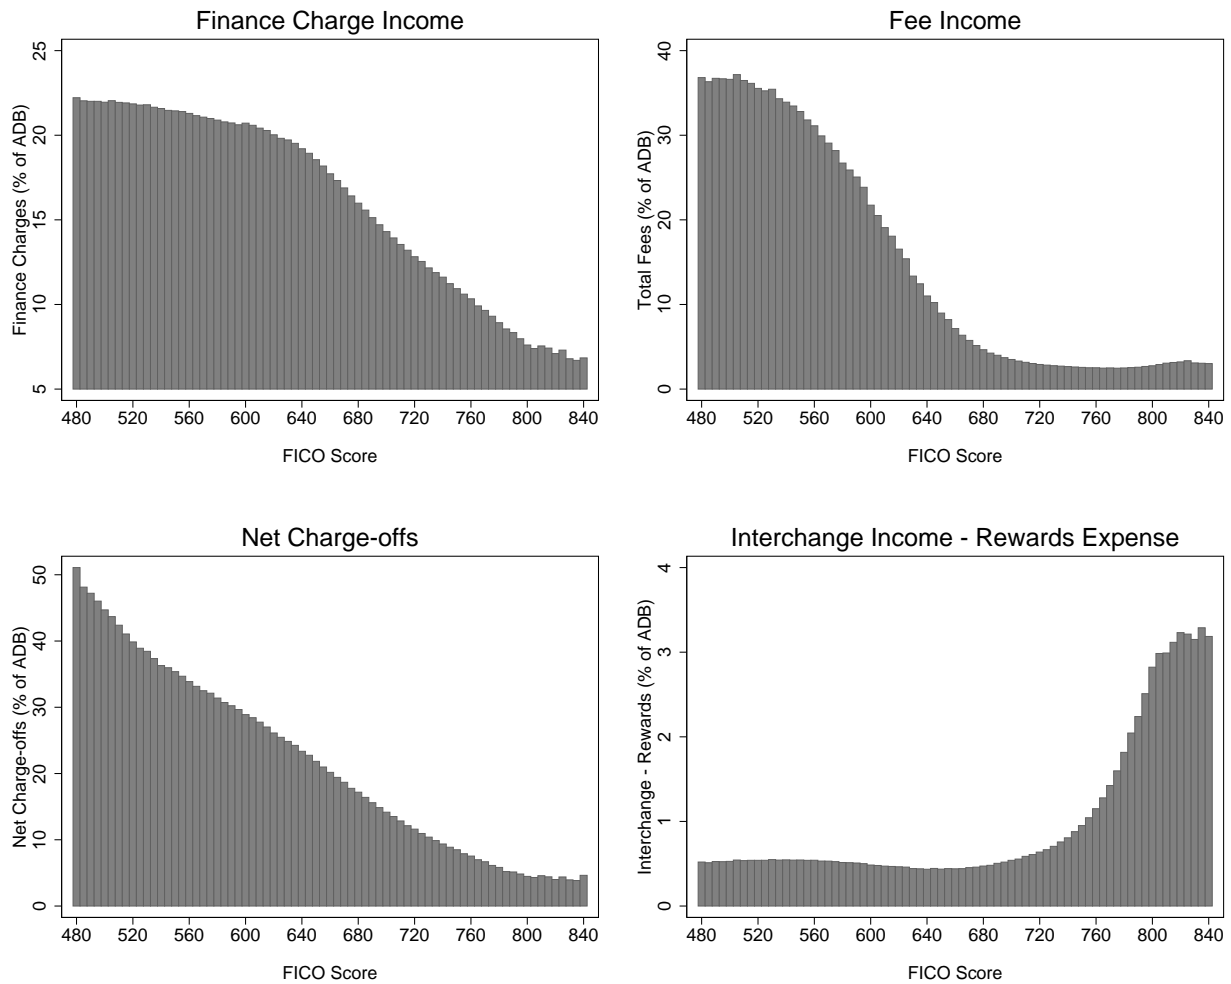 Finance Charge Income
Finance Charges (% of ADB)
25
20
15
10
5
480 520 560 600 640 680 720 760 800 840
FICO Score
Fee Income
Total Fees (% of ADB)
40
30
20
10
0
480 520 560 600 640 680 720 760 800 840
FICO Score
Net Charge-offs
Net Charge-offs (% of ADB)
50
40
30
20
10
0
480 520 560 600 640 680 720 760 800 840
FICO Score
Interchange Income - Rewards Expense
Interchange - Rewards (% of ADB)
4
3
2
1
0
480 520 560 600 640 680 720 760 800 840
FICO Score